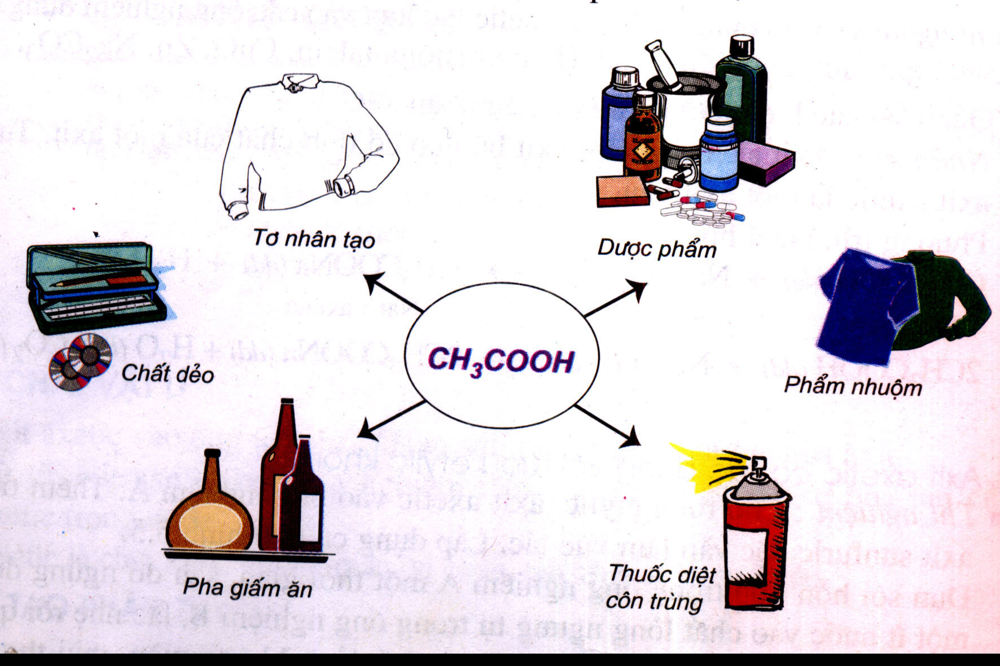 Tơ nhân tạo
Dược phẩm
Chất dẻo
CH₃COOH
Phẩm nhuộm
Pha giấm ăn
Thuốc diệt
côn trùng